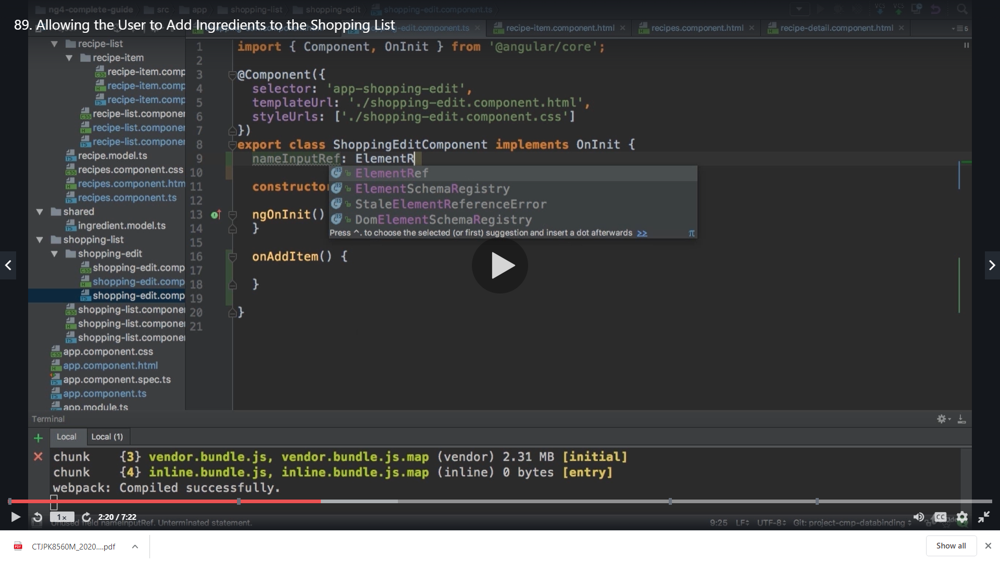 ng4-complete-guide src app shopping-list shopping-edit shopping-edit.component.ts
89. Allowing the User to Add Ingredients to the Shopping List
shopping-edit.component.ts recipe-item.component.html recipes.component.html recipe-detail.component.html 5
recipe-list
recipe-item
recipe-item.comp
recipe-item.comp
recipe-item.comp
recipe-list.componen
recipe-list.componen
recipe-list.componen
recipe.model.ts
recipes.component.css
recipes.component.htm
recipes.component.ts
shared
ingredient.model.ts
shopping-list
shopping-edit
shopping-edit.comp
shopping-edit.comp
shopping-edit.comp
shopping-list.componen
shopping-list.componen
shopping-list.componen
app.component.css
app.component.html
app.component.spec.ts
app.component.ts
app.module.ts
1 import { Component, OnInit } from '@angular/core';
2
3 @Component({
4 selector: 'app-shopping-edit',
5 templateUrl: './shopping-edit.component.html',
6 styleUrls: ['./shopping-edit.component.css']
7 })
8 export class ShoppingEditComponent implements OnInit {
9 nameInputRef: ElementR
10
11 constructor
12
13 ngOnInit()
14 }
15
16 onAddItem() {
17
18 }
19
20 }
21
ElementRef
ElementSchemaRegistry
StaleElementReferenceError
DomElementSchemaRegistry
Press ^. to choose the selected (or first) suggestion and insert a dot afterwards >> π
Terminal
Local Local (1)
chunk {3} vendor.bundle.js, vendor.bundle.js.map (vendor) 2.31 MB [initial]
chunk {4} inline.bundle.js, inline.bundle.js.map (inline) 0 bytes [entry]
webpack: Compiled successfully.
1x 2:20 / 7:22 CC
Unused field nameInputRef. Unterminated statement. 9:25 LF UTF-8 Git: project-cmp-databinding
CTJPK8560M_2020....pdf Show all